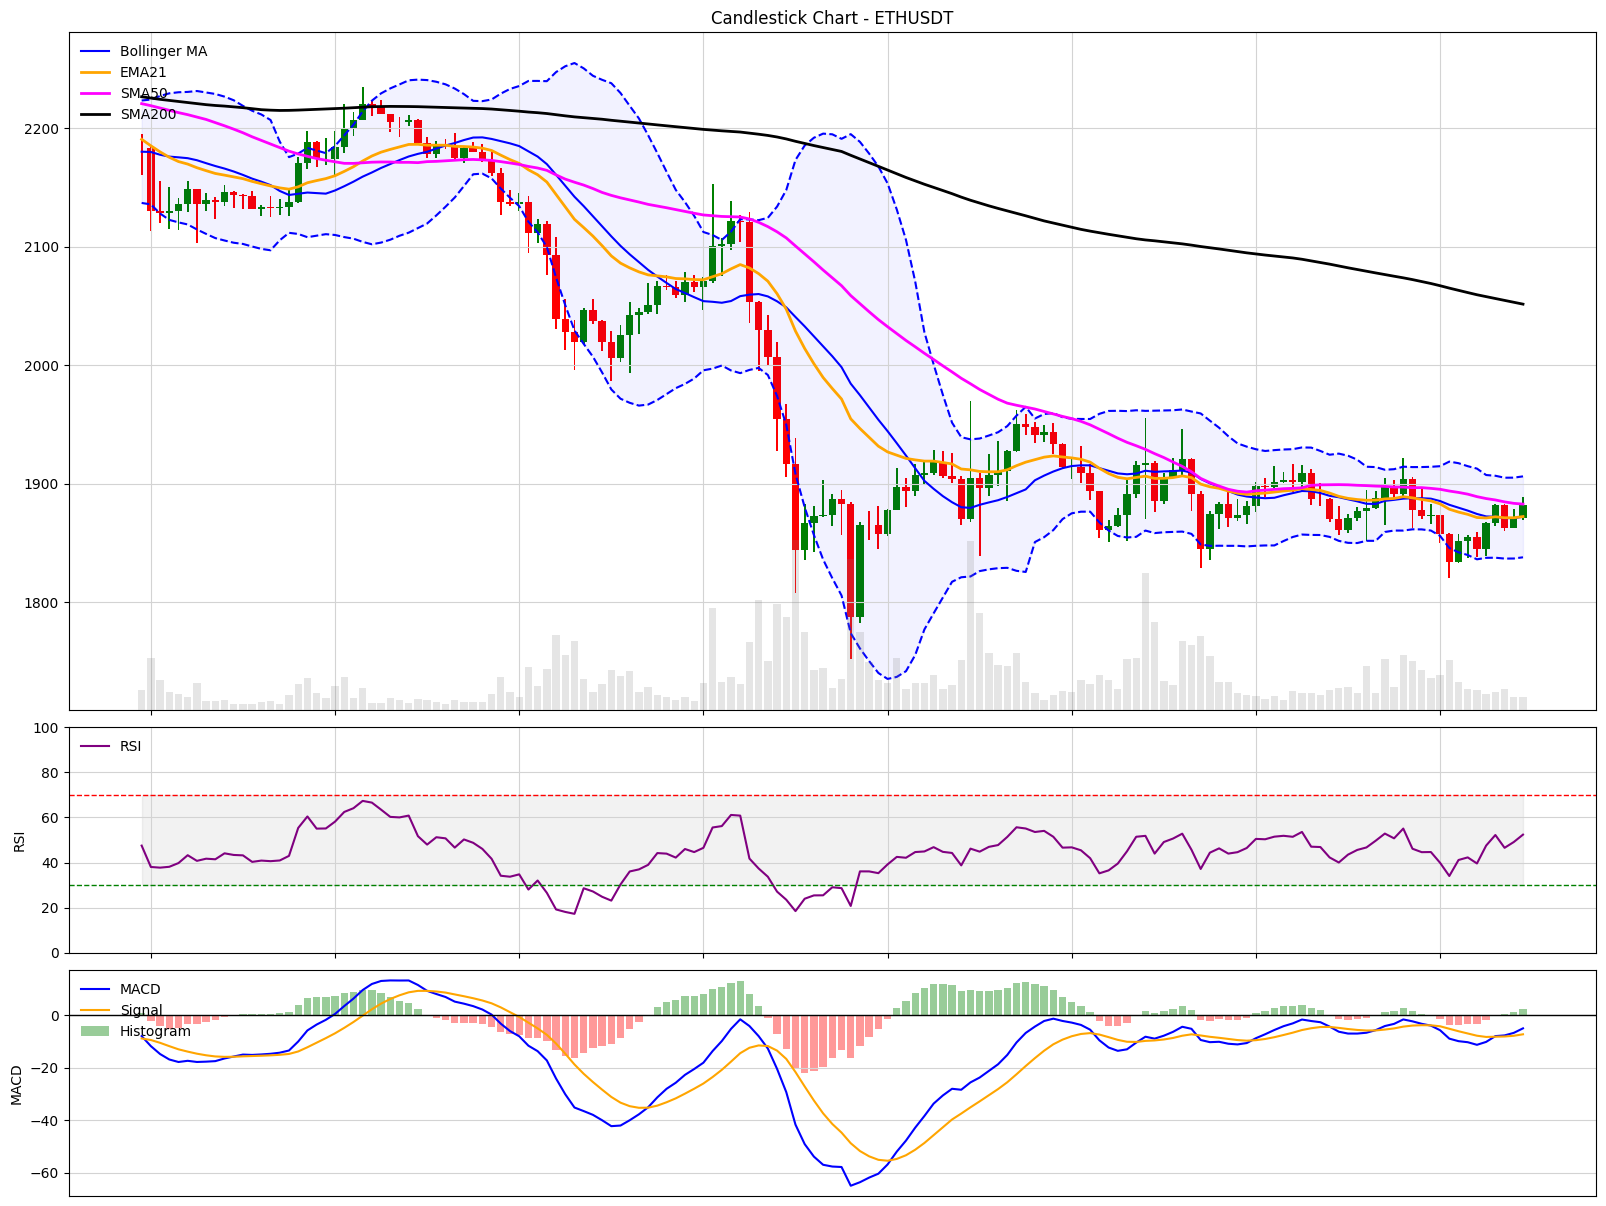 Candlestick Chart - ETHUSDT
Bollinger MA
EMA21
SMA50
SMA200
2200
2100
2000
1900
1800
100
80
60
40
20
0
RSI
RSI
0
−20
−40
−60
MACD
MACD
Signal
Histogram